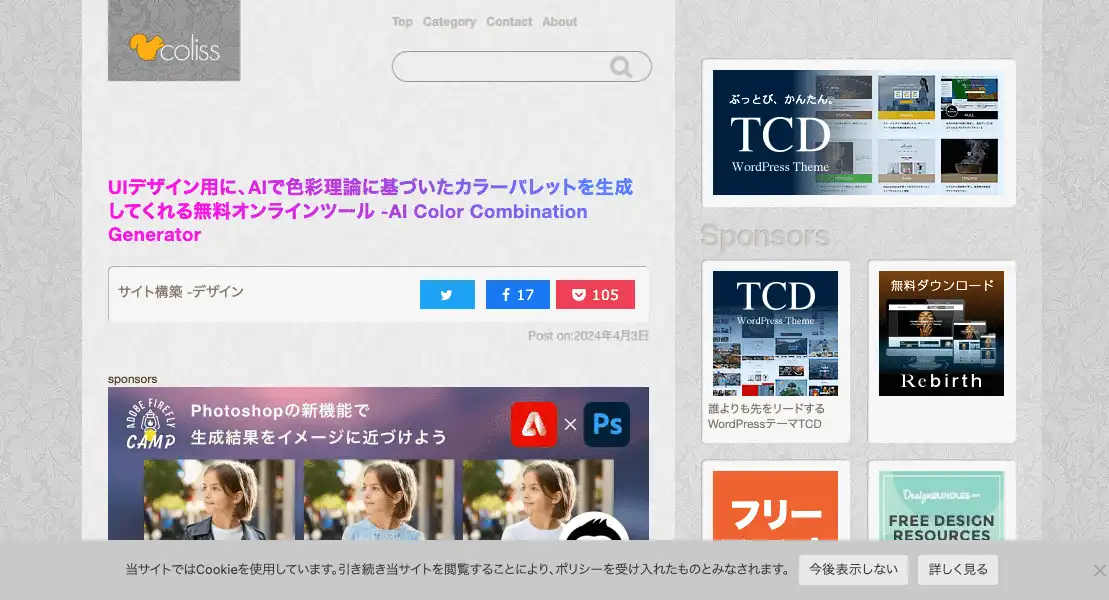 coliss
Top Category Contact About
UIデザイン用に、AIで色彩理論に基づいたカラーパレットを生成
してくれる無料オンラインツール -AI Color Combination
Generator
サイト構築 -デザイン
17
105
Post on:2024年4月3日
sponsors
ADOBE FIREFLY
CAMP
Photoshopの新機能で
生成結果をイメージに近づけよう
×
Ps
ぶっとび、かんたん。
TCD
WordPress Theme
Sponsors
TCD
WordPress Theme
誰よりも先をリードする
WordPressテーマTCD
無料ダウンロード
Rebirth
フリー
DesignBUNDLES.net
FREE DESIGN
RESOURCES
当サイトではCookieを使用しています。引き続き当サイトを閲覧することにより、ポリシーを受け入れたものとみなされます。
今後表示しない
詳しく見る